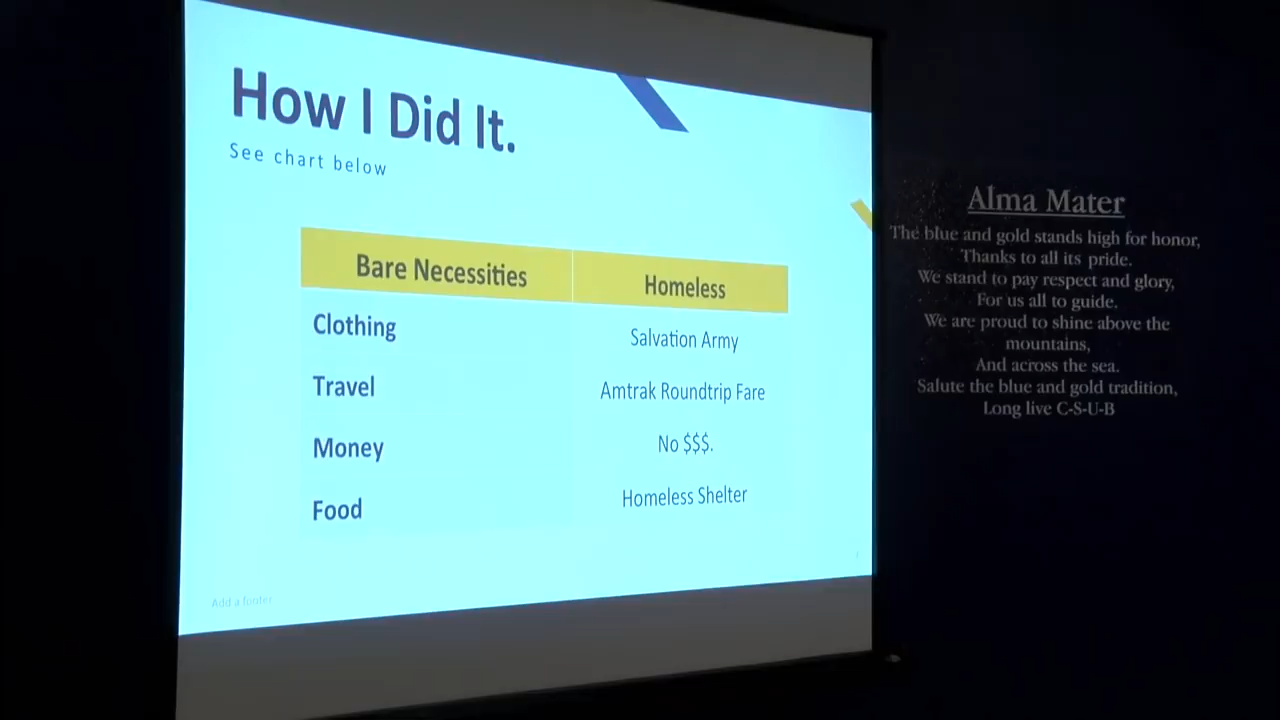 How I Did It.
See chart below
Bare Necessities Homeless
Clothing Salvation Army
Travel Amtrak Roundtrip Fare
Money No $$$.
Food Homeless Shelter
Add a footer
Alma Mater
The blue and gold stands high for honor,
Thanks to all its pride.
We stand to pay respect and glory,
For us all to guide.
We are proud to shine above the
mountains,
And across the sea.
Salute the blue and gold tradition,
Long live C-S-U-B